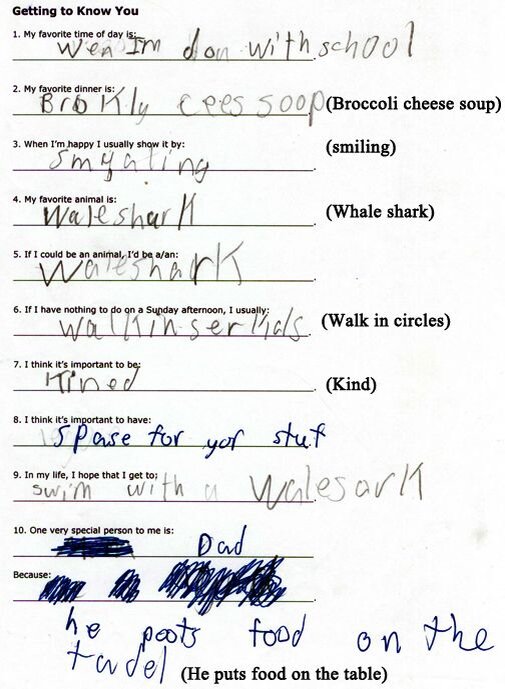 Getting to Know You
1. My favorite time of day is:
wen Im don with school
2. My favorite dinner is:
Brokly cees soop (Broccoli cheese soup)
3. When I'm happy I usually show it by:
smyaling (smiling)
4. My favorite animal is:
waleshark (Whale shark)
5. If I could be an animal, I'd be a/an:
waleshark
6. If I have nothing to do on a Sunday afternoon, I usually:
walkinserkids (Walk in circles)
7. I think it's important to be:
Kined (Kind)
8. I think it's important to have:
spase for yor stuf
9. In my life, I hope that I get to:
swim with a walesark
10. One very special person to me is:
Dad
Because:
he poots food on the
tadel (He puts food on the table)